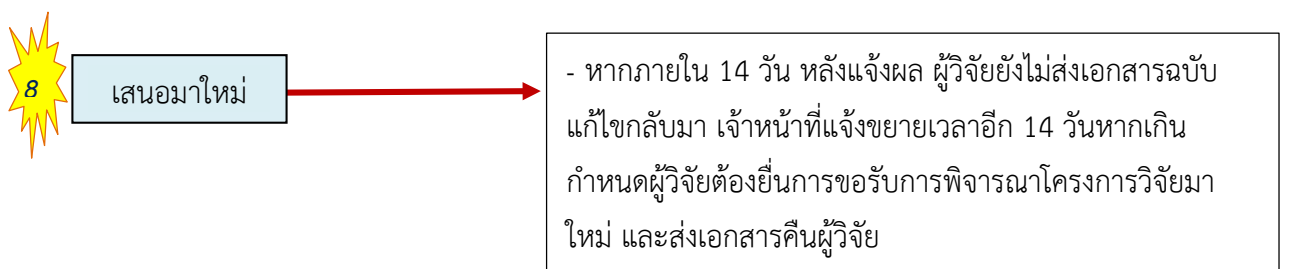 8
เสนอมาใหม่
- หากภายใน 14 วัน หลังแจ้งผล ผู้วิจัยยังไม่ส่งเอกสารฉบับ
แก้ไขกลับมา เจ้าหน้าที่แจ้งขยายเวลาอีก 14 วันหากเกิน
กำหนดผู้วิจัยต้องยื่นการขอรับการพิจารณาโครงการวิจัยมา
ใหม่ และส่งเอกสารคืนผู้วิจัย